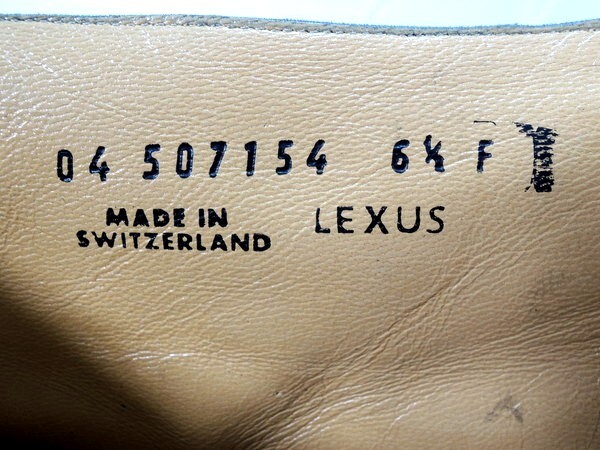 04 507154 6½ F
MADE IN LEXUS
SWITZERLAND